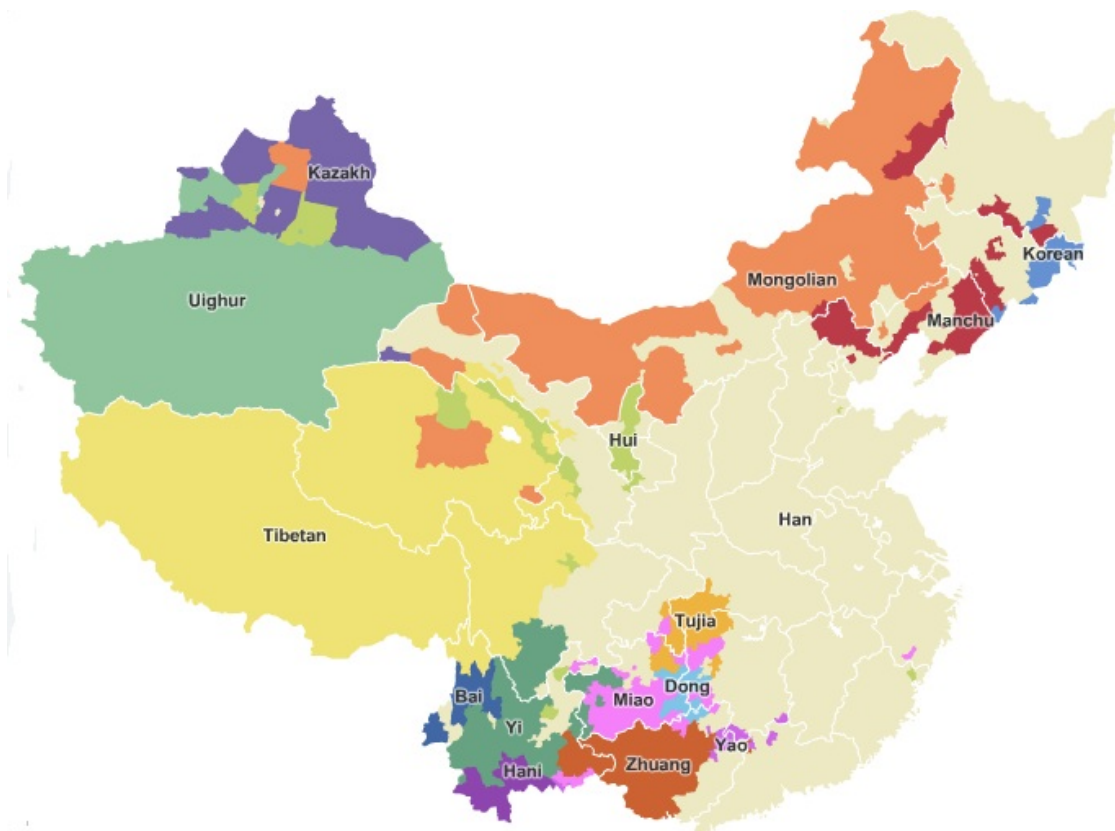 Kazakh
Uighur
Mongolian
Korean
Manchu
Hui
Han
Tibetan
Tujia
Dong
Bai
Miao
Yi
Yao
Zhuang
Hani